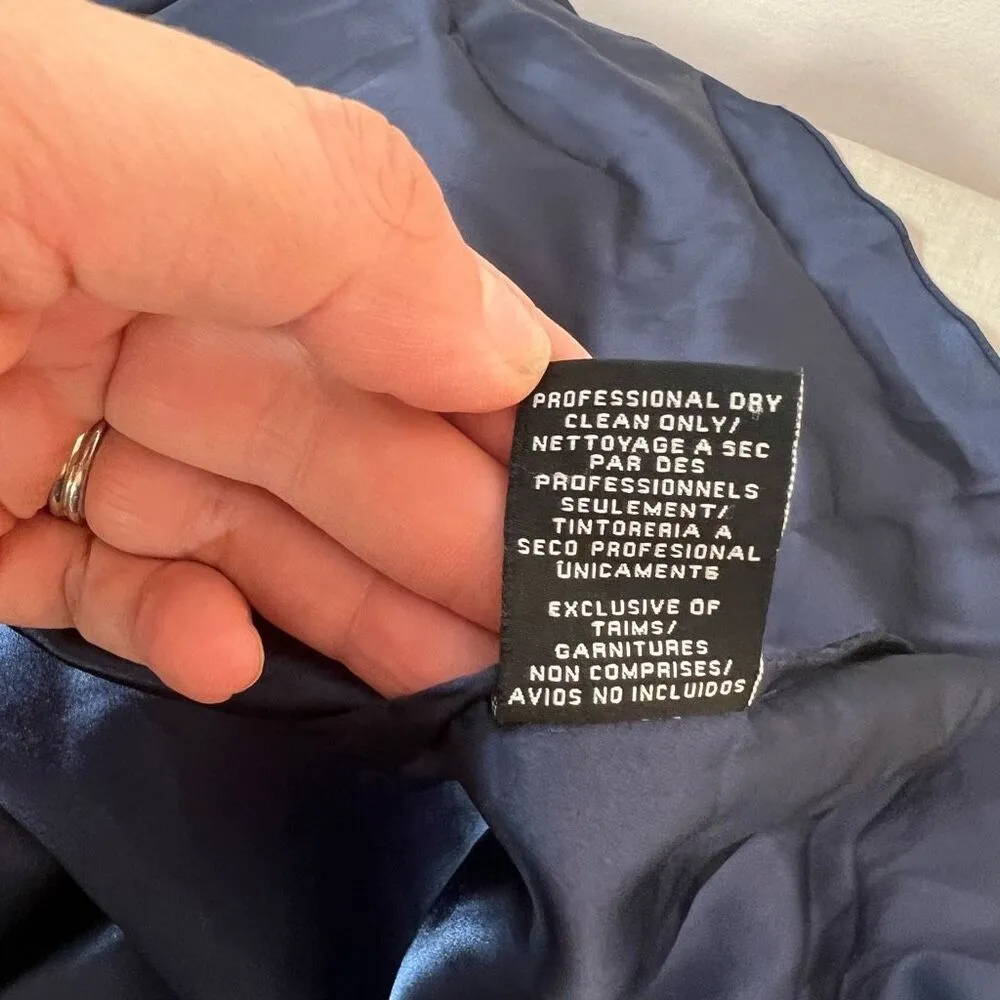 PROFESSIONAL DRY
CLEAN ONLY/
NETTOYAGE A SEC
PAR DES
PROFESSIONNELS
SEULEMENT/
TINTORERIA A
SECO PROFESIONAL
UNICAMENTE
EXCLUSIVE OF
TRIMS/
GARNITURES
NON COMPRISES/
AVIOS NO INCLUIDOS